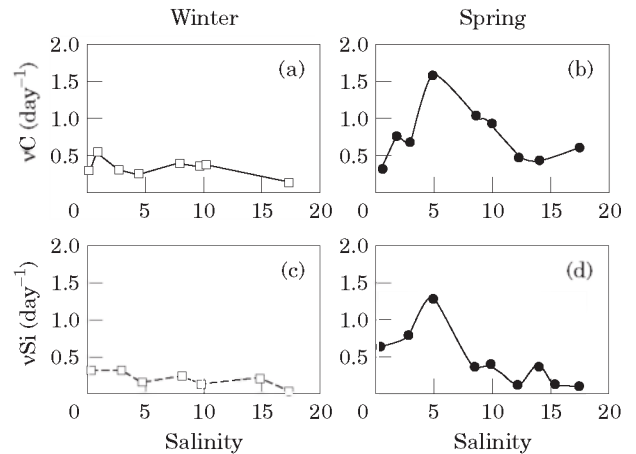 Winter Spring
2.0 2.0
(a) (b)
1.5 1.5
νC (day⁻¹)
1.0 1.0
0.5 0.5
0 5 10 15 20 0 5 10 15 20
2.0 2.0
(c) (d)
1.5 1.5
νSi (day⁻¹)
1.0 1.0
0.5 0.5
0 5 10 15 20 0 5 10 15 20
Salinity Salinity